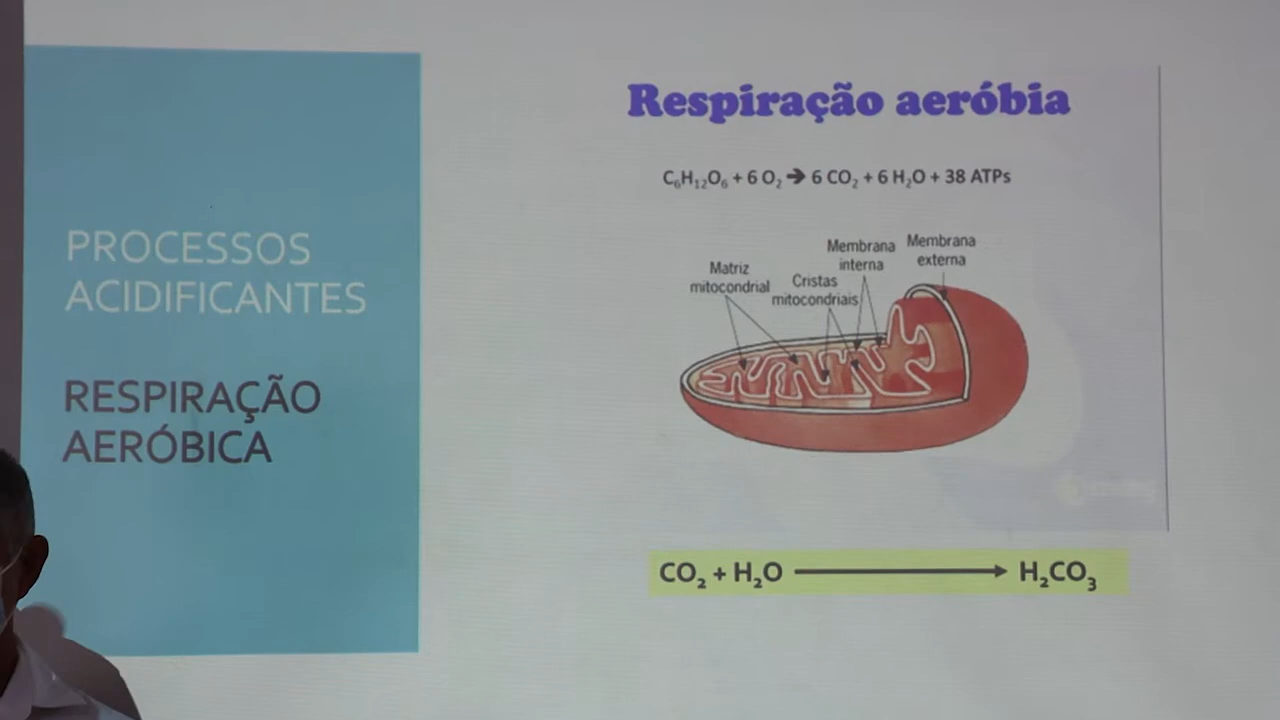 PROCESSOS
ACIDIFICANTES
RESPIRAÇÃO
AERÓBICA
Respiração aeróbia
C₆H₁₂O₆ + 6 O₂ ➔ 6 CO₂ + 6 H₂O + 38 ATPs
Matriz
mitocondrial
Cristas
mitocondriais
Membrana
interna
Membrana
externa
CO₂ + H₂O ⟶ H₂CO₃